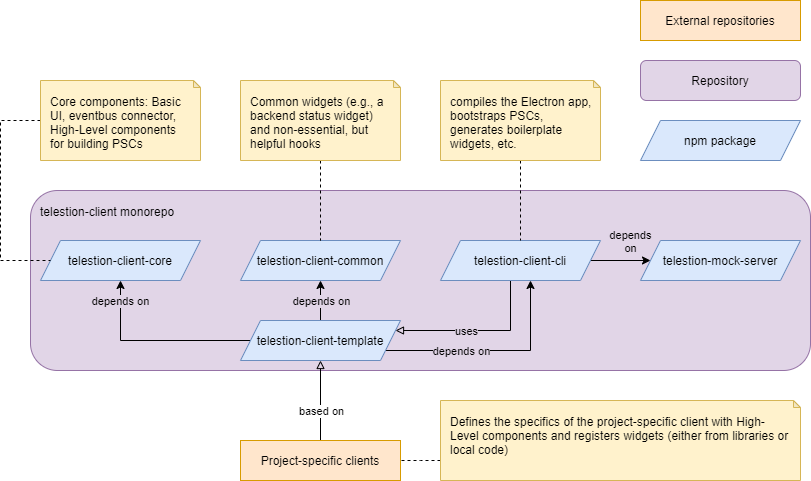 External repositories
Repository
npm package
Core components: Basic
UI, eventbus connector,
High-Level components
for building PSCs
Common widgets (e.g., a
backend status widget)
and non-essential, but
helpful hooks
compiles the Electron app,
bootstraps PSCs,
generates boilerplate
widgets, etc.
telestion-client monorepo
telestion-client-core
telestion-client-common
telestion-client-cli
depends
on
telestion-mock-server
depends on
depends on
telestion-client-template
uses
depends on
based on
Project-specific clients
Defines the specifics of the project-specific client with High-
Level components and registers widgets (either from libraries or
local code)